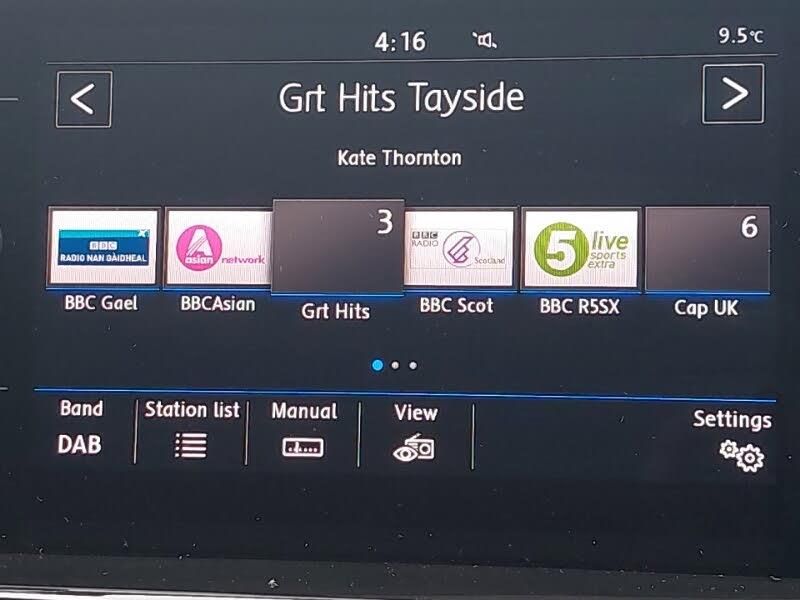 4:16
9.5°C
<
Grt Hits Tayside
>
Kate Thornton
BBC
RADIO NAN GÀIDHEAL
BBC Gael
A
asian network
BBCAsian
3
Grt Hits
BBC
RADIO
Scotland
BBC Scot
5 live
sports
extra
BBC R5SX
6
Cap UK
Band
DAB
Station list
Manual
View
Settings